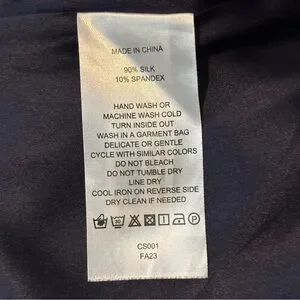 MADE IN CHINA
90% SILK
10% SPANDEX
HAND WASH OR
MACHINE WASH COLD
TURN INSIDE OUT
WASH IN A GARMENT BAG
DELICATE OR GENTLE
CYCLE WITH SIMILAR COLORS
DO NOT BLEACH
DO NOT TUMBLE DRY
LINE DRY
COOL IRON ON REVERSE SIDE
DRY CLEAN IF NEEDED
30 P
CS001
FA23